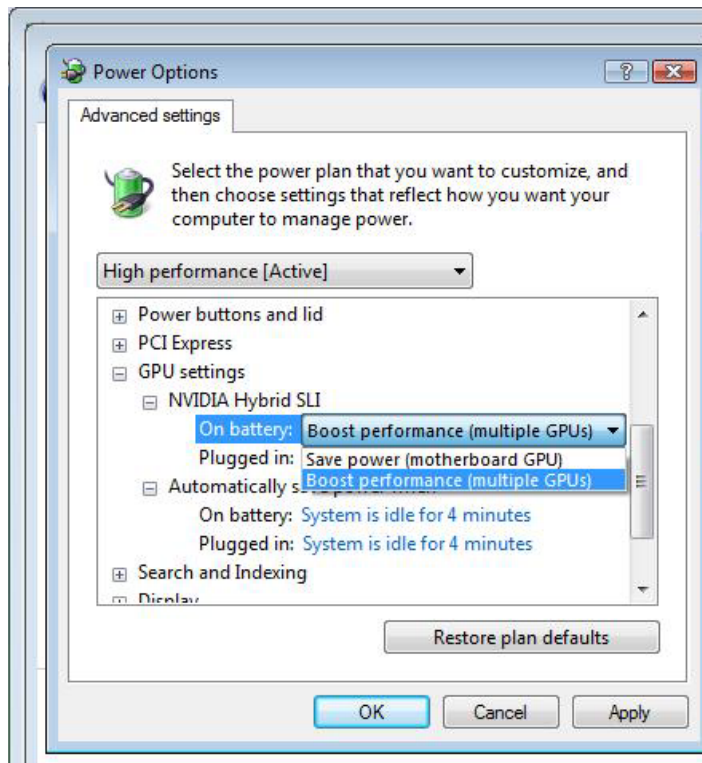 Power Options
Advanced settings
Select the power plan that you want to customize, and
then choose settings that reflect how you want your
computer to manage power.
High performance [Active]
Power buttons and lid
PCI Express
GPU settings
NVIDIA Hybrid SLI
On battery: Boost performance (multiple GPUs)
Plugged in: Save power (motherboard GPU)
Boost performance (multiple GPUs)
Automatically
On battery: System is idle for 4 minutes
Plugged in: System is idle for 4 minutes
Search and Indexing
Display
Restore plan defaults
OK Cancel Apply